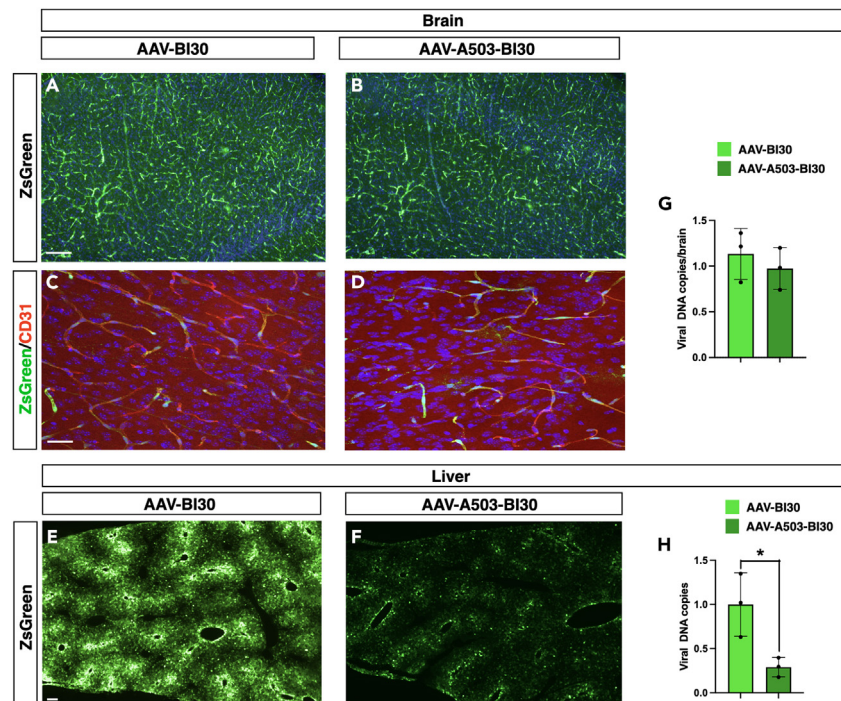 Brain
AAV-BI30
AAV-A503-BI30
ZsGreen
A
B
AAV-BI30
AAV-A503-BI30
G
Viral DNA copies/brain
1.5
1.0
0.5
0.0
ZsGreen/CD31
C
D
Liver
AAV-BI30
AAV-A503-BI30
ZsGreen
E
F
AAV-BI30
AAV-A503-BI30
H
*
Viral DNA copies
1.5
1.0
0.5
0.0